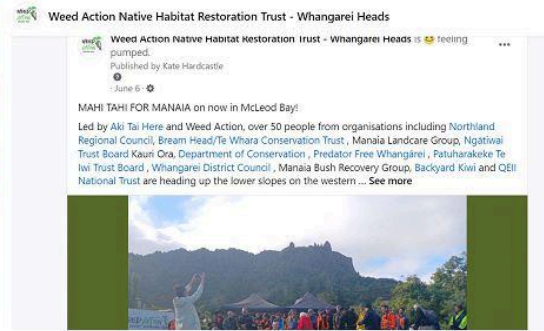 Weed Action Native Habitat Restoration Trust - Whangarei Heads
Weed Action Native Habitat Restoration Trust - Whangarei Heads is 😄 feeling
pumped.
Published by Kate Hardcastle
June 6 ·
MAHI TAHI FOR MANAIA on now in McLeod Bay!
Led by Aki Tai Here and Weed Action, over 50 people from organisations including Northland
Regional Council, Bream Head/Te Whara Conservation Trust , Manaia Landcare Group, Ngātiwai
Trust Board Kauri Ora, Department of Conservation , Predator Free Whangārei , Patuharakeke Te
Iwi Trust Board , Whangarei District Council , Manaia Bush Recovery Group, Backyard Kiwi and QEII
National Trust are heading up the lower slopes on the western ... See more